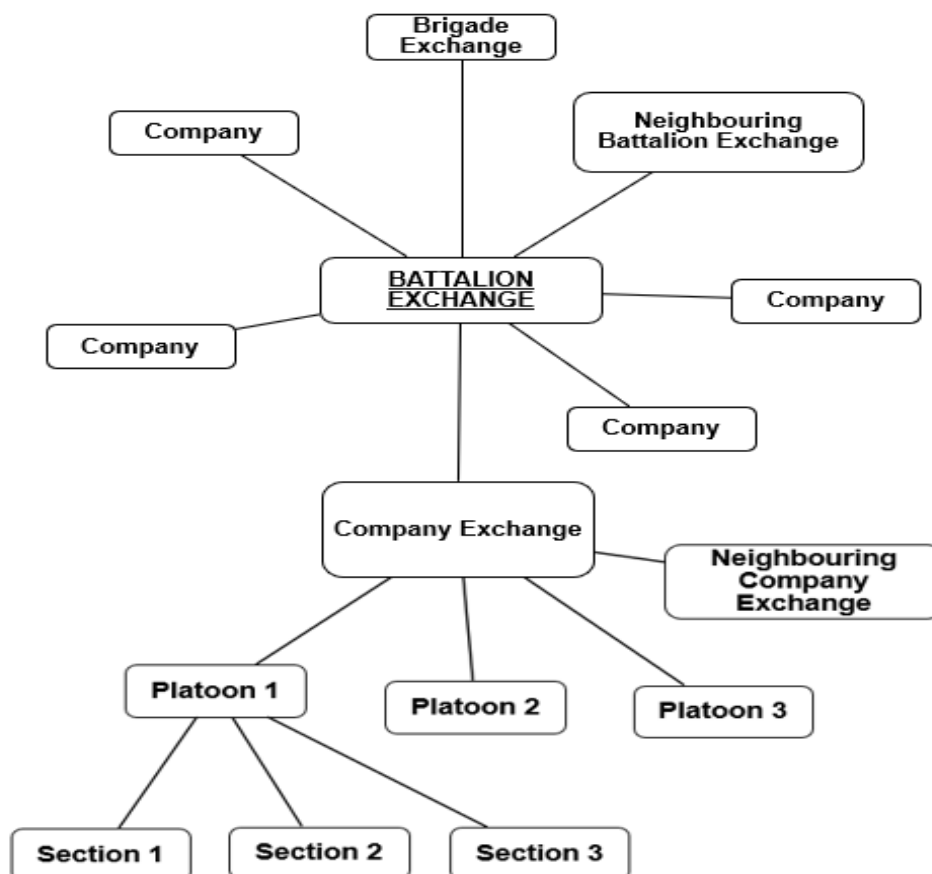 Brigade
Exchange
Company
Neighbouring
Battalion Exchange
BATTALION
EXCHANGE
Company
Company
Company
Company Exchange
Neighbouring
Company
Exchange
Platoon 1
Platoon 2
Platoon 3
Section 1
Section 2
Section 3